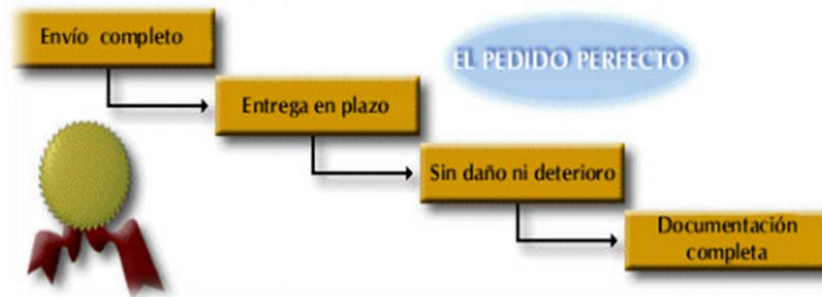 Envío completo
EL PEDIDO PERFECTO
Entrega en plazo
Sin daño ni deterioro
Documentación
completa